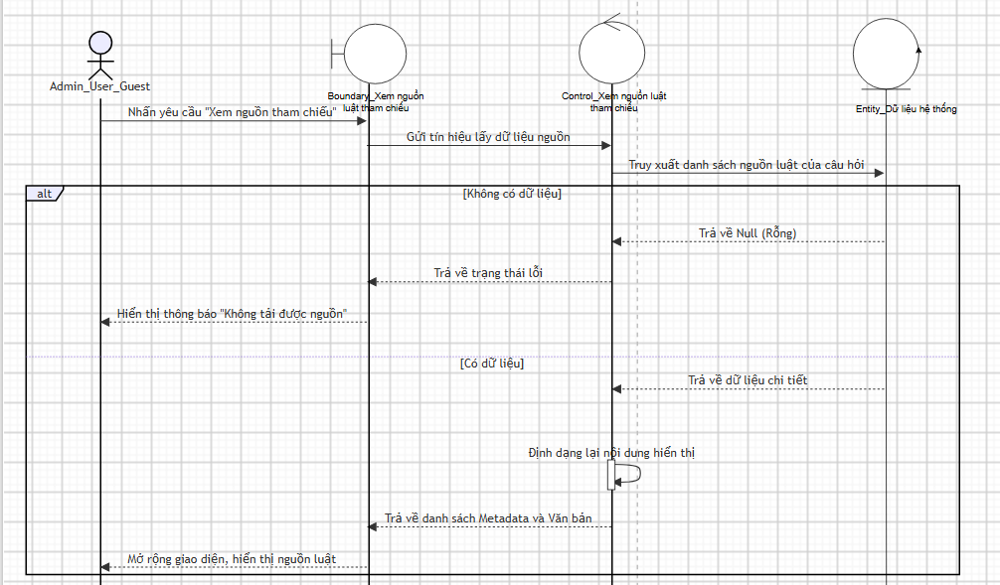 Admin_User_Guest
Boundary_Xem nguồn
luật tham chiếu
Control_Xem nguồn luật
tham chiếu
Entity_Dữ liệu hệ thống
Nhấn yêu cầu "Xem nguồn tham chiếu"
Gửi tín hiệu lấy dữ liệu nguồn
Truy xuất danh sách nguồn luật của câu hỏi
alt
[Không có dữ liệu]
Trả về Null (Rỗng)
Trả về trạng thái lỗi
Hiển thị thông báo "Không tải được nguồn"
[Có dữ liệu]
Trả về dữ liệu chi tiết
Định dạng lại nội dung hiển thị
Trả về danh sách Metadata và Văn bản
Mở rộng giao diện, hiển thị nguồn luật